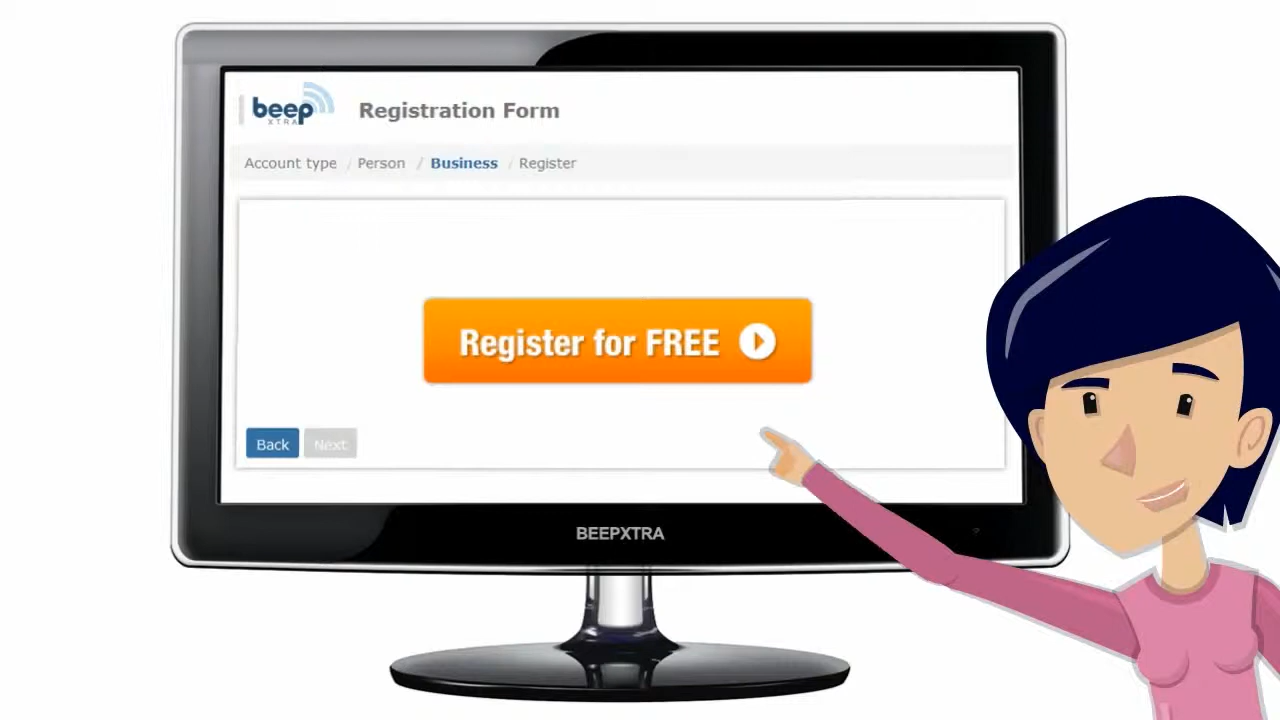 beep
XTRA
Registration Form
Account type / Person / Business / Register
Register for FREE
Back
Next
BEEPXTRA